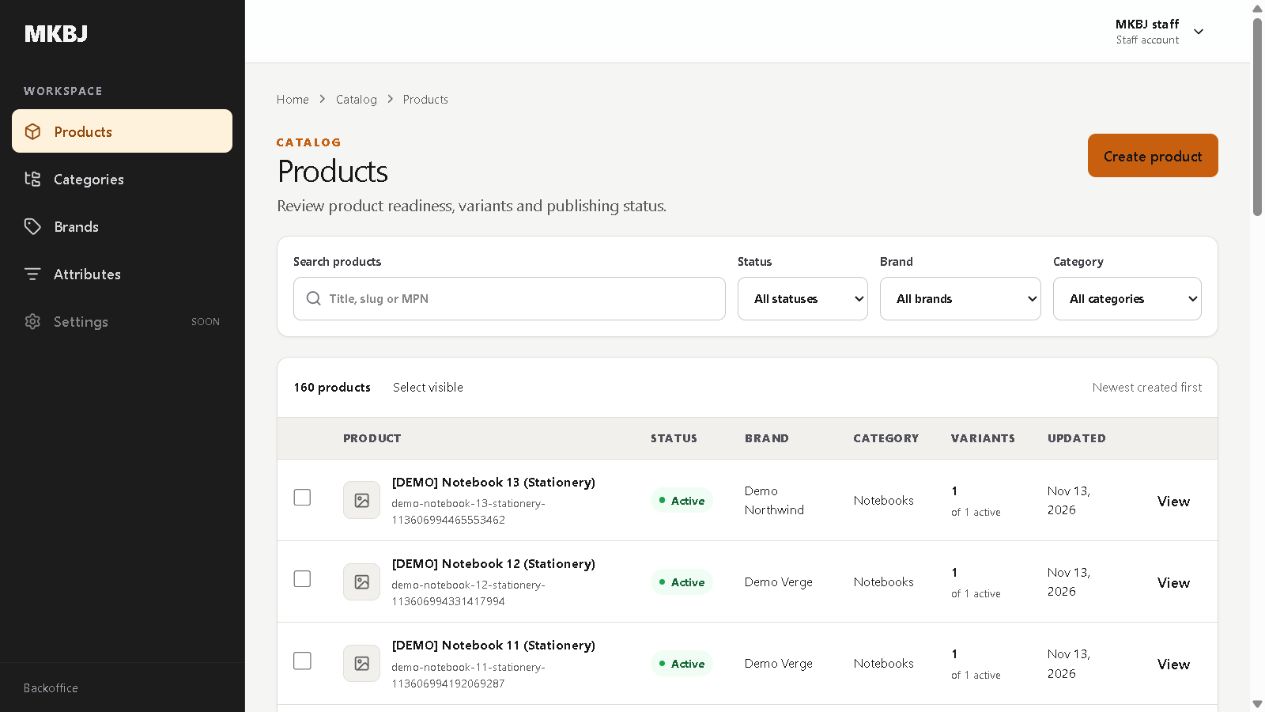 MKBJ
MKBJ staff
Staff account
WORKSPACE
Products
Categories
Brands
Attributes
Settings SOON
Backoffice
Home > Catalog > Products
CATALOG
Products
Create product
Review product readiness, variants and publishing status.
Search products Status Brand Category
Title, slug or MPN All statuses All brands All categories
160 products Select visible Newest created first
PRODUCT STATUS BRAND CATEGORY VARIANTS UPDATED
[DEMO] Notebook 13 (Stationery)
demo-notebook-13-stationery-
113606994465553462
Active
Demo
Northwind
Notebooks
1
of 1 active
Nov 13,
2026
View
[DEMO] Notebook 12 (Stationery)
demo-notebook-12-stationery-
113606994331417994
Active
Demo Verge
Notebooks
1
of 1 active
Nov 13,
2026
View
[DEMO] Notebook 11 (Stationery)
demo-notebook-11-stationery-
113606994192069287
Active
Demo Verge
Notebooks
1
of 1 active
Nov 13,
2026
View